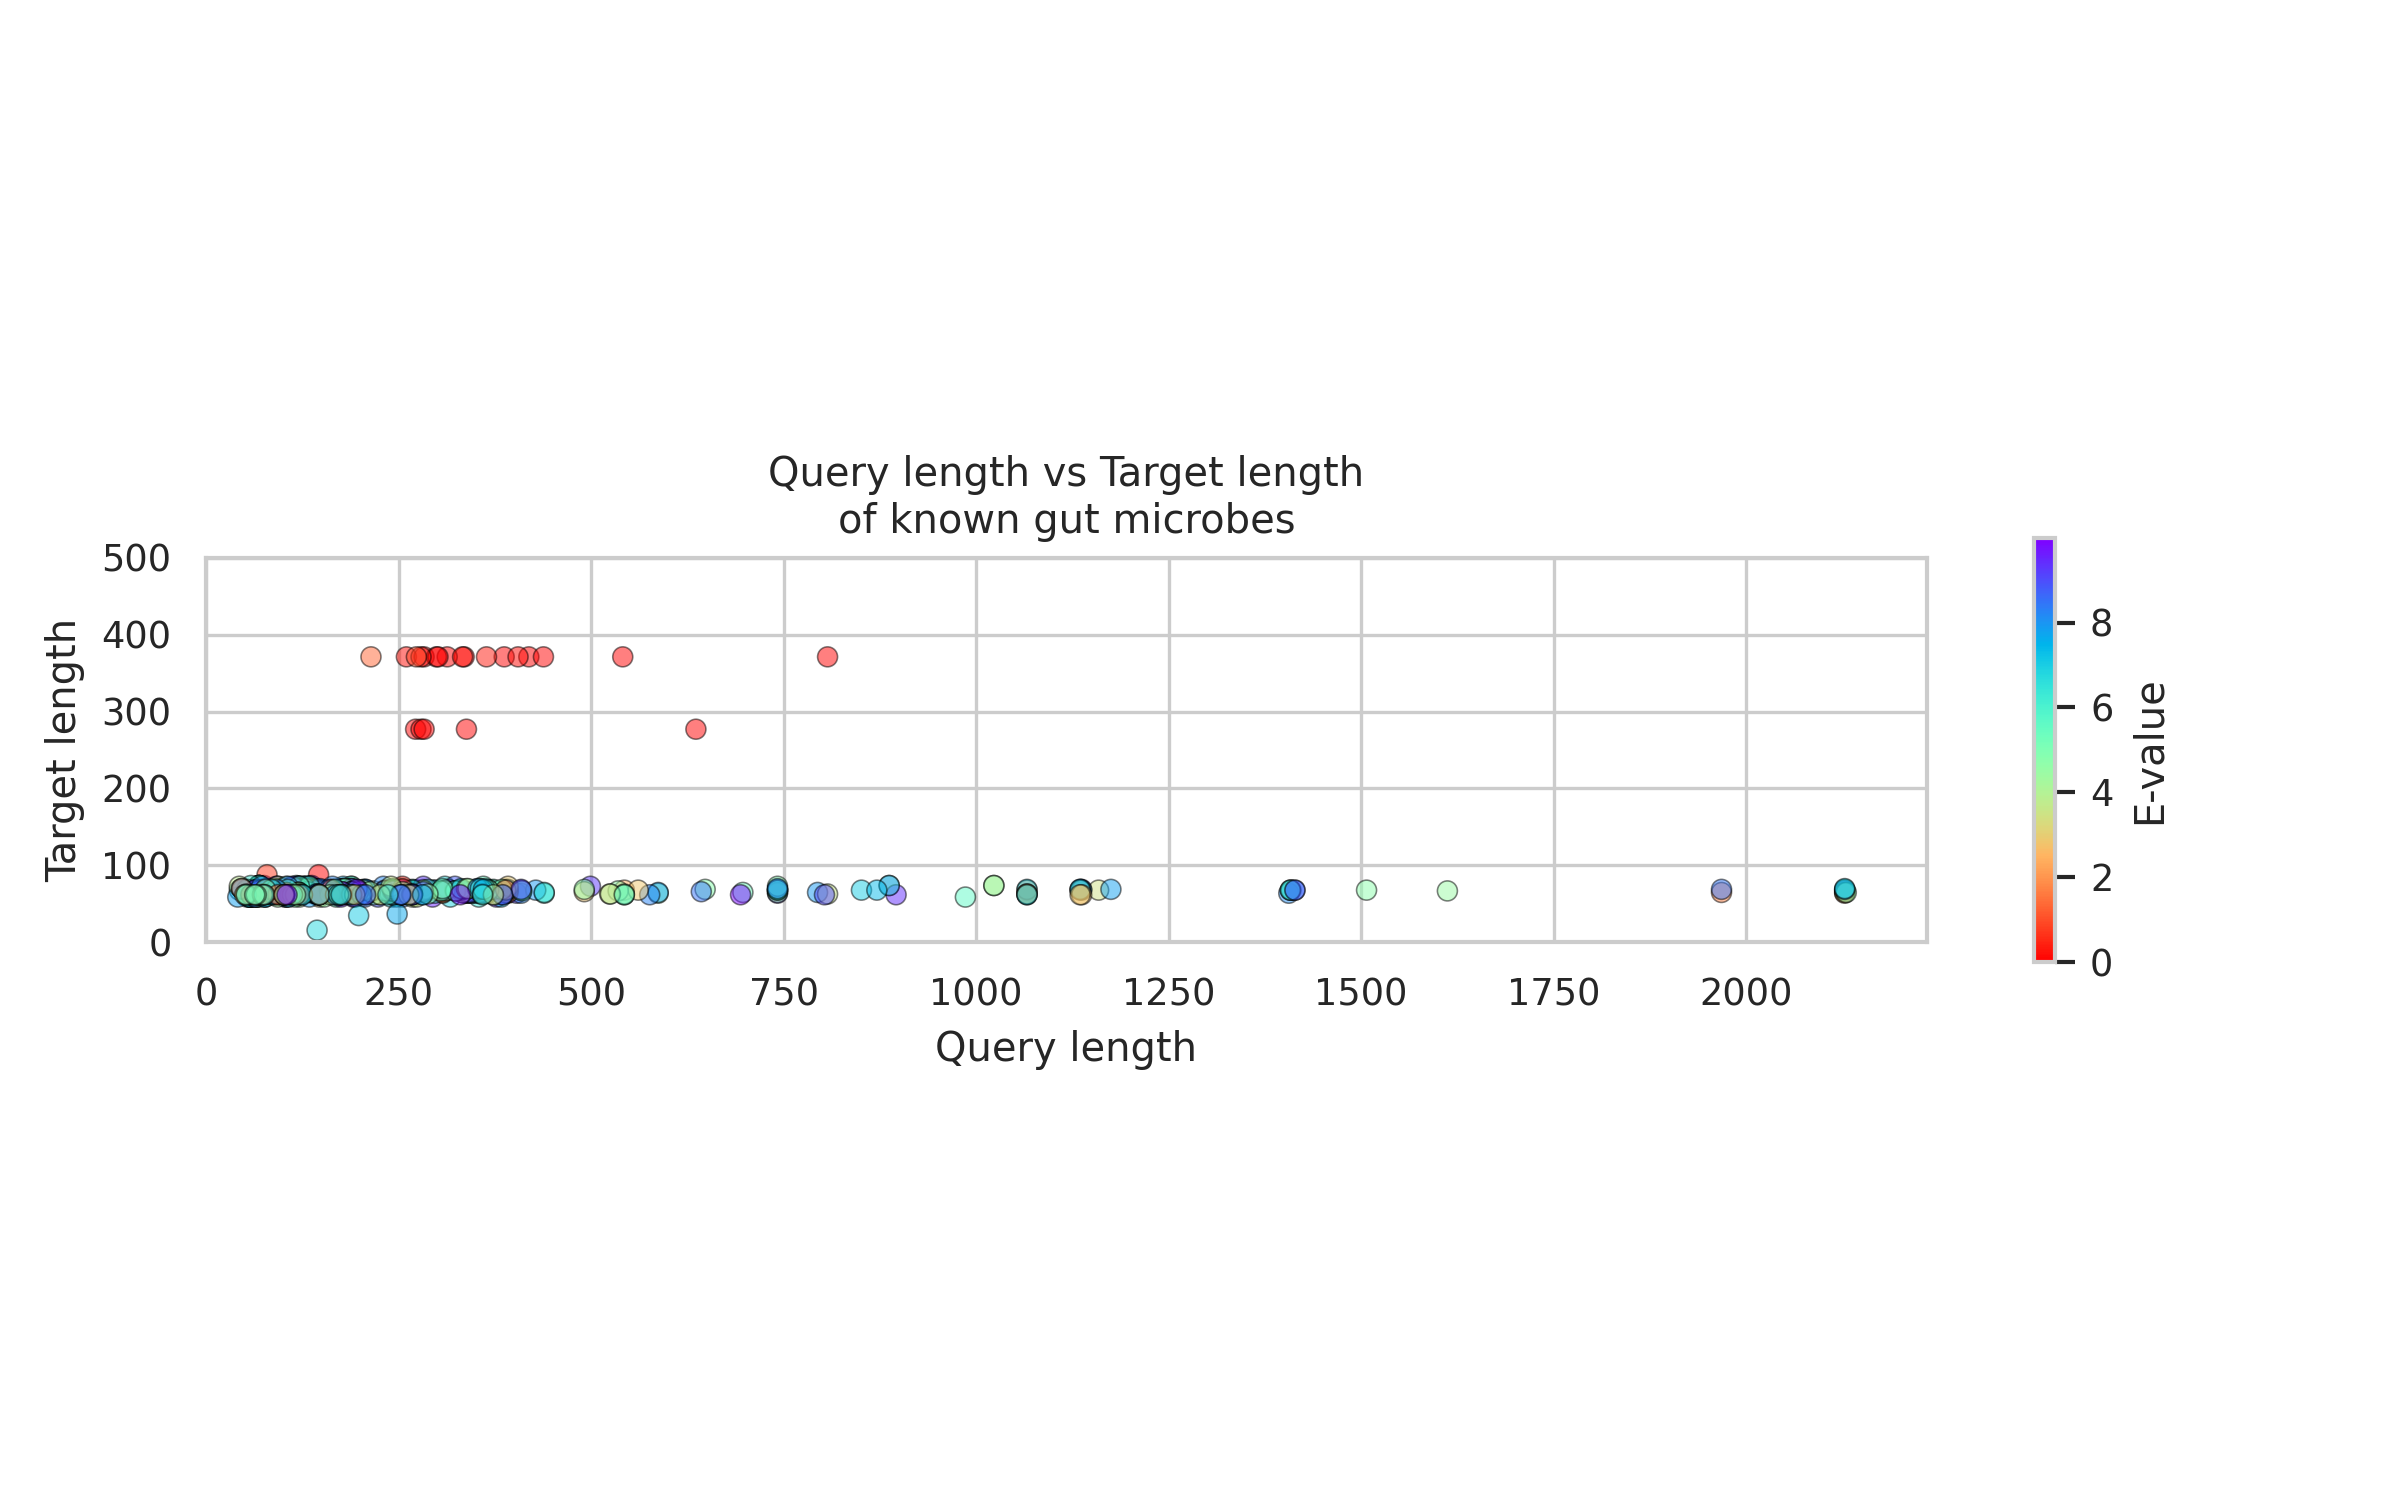 Query length vs Target length
of known gut microbes
500
400
300
200
100
0
Target length
0 250 500 750 1000 1250 1500 1750 2000
Query length
8
6
4
2
0
E-value